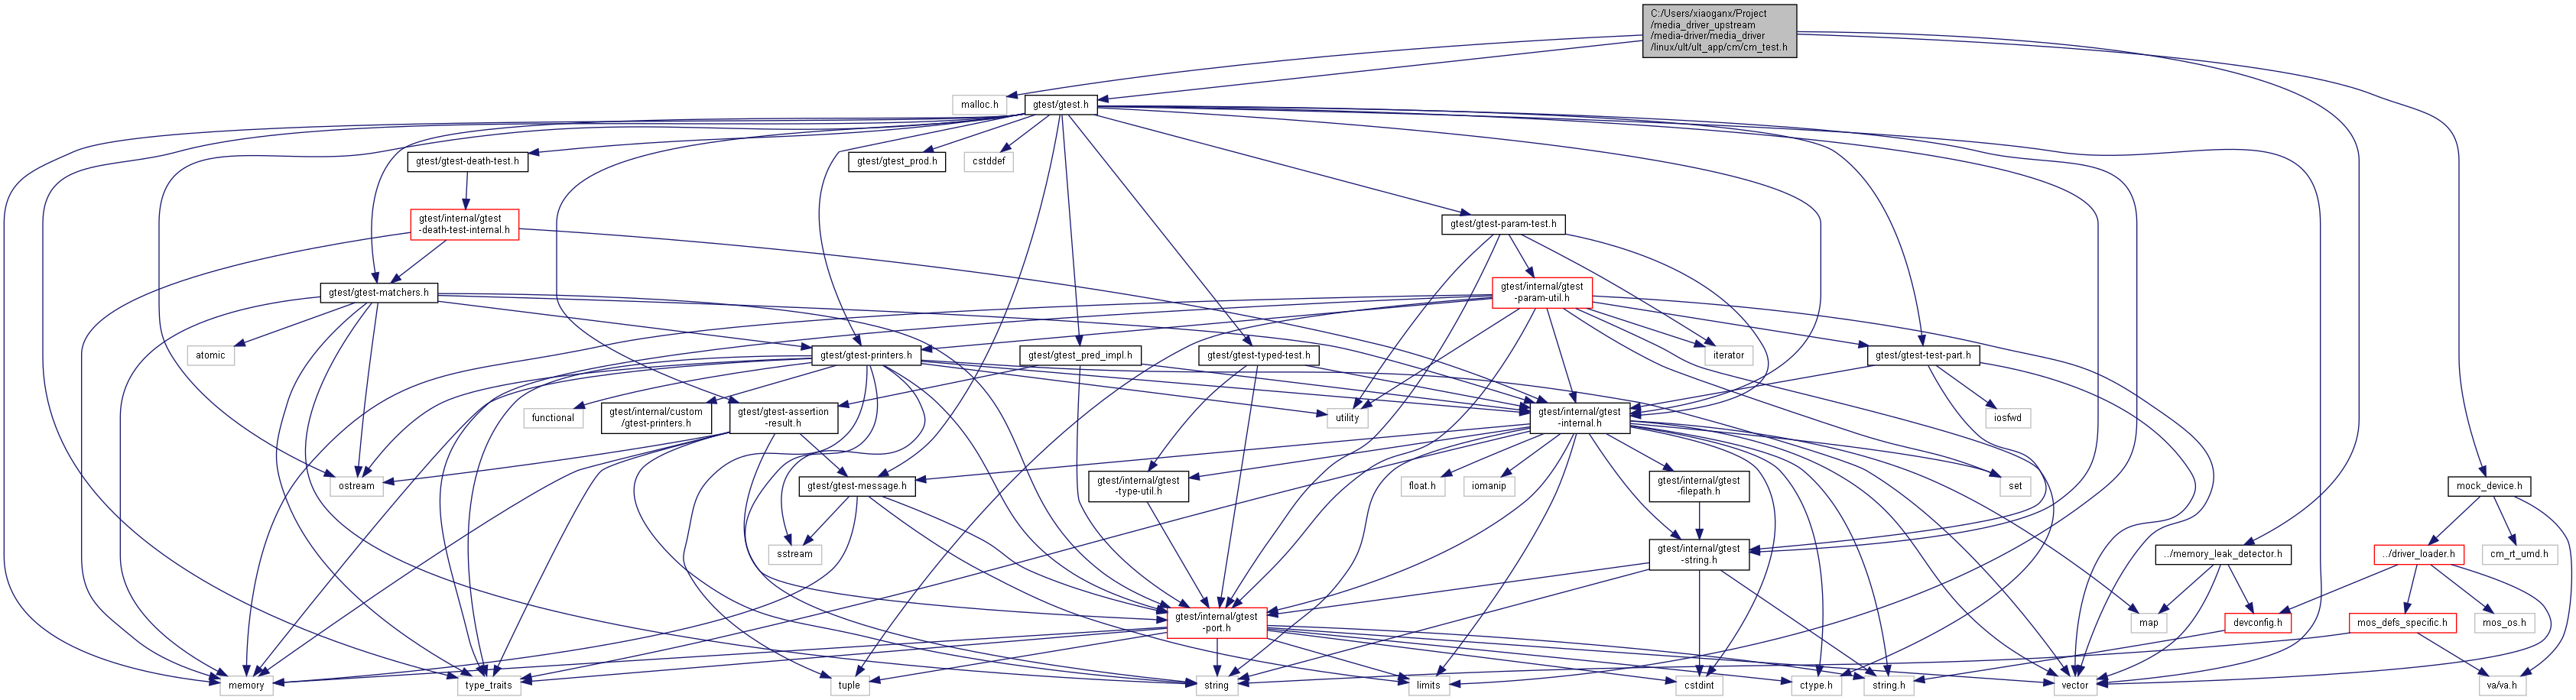 C:/Users/xiaoganx/Project
/media_driver_upstream
/media-driver/media_driver
/linux/ult/ult_app/cm/cm_test.h
malloc.h
gtest/gtest.h
gtest/gtest-death-test.h
gtest/gtest_prod.h
cstddef
gtest/internal/gtest
-death-test-internal.h
gtest/gtest-param-test.h
gtest/gtest-matchers.h
gtest/internal/gtest
-param-util.h
atomic
gtest/gtest-printers.h
gtest/gtest_pred_impl.h
gtest/gtest-typed-test.h
iterator
gtest/gtest-test-part.h
functional
gtest/internal/custom
/gtest-printers.h
gtest/gtest-assertion
-result.h
utility
gtest/internal/gtest
-internal.h
iosfwd
ostream
gtest/gtest-message.h
gtest/internal/gtest
-type-util.h
float.h
iomanip
gtest/internal/gtest
-filepath.h
set
mock_device.h
sstream
gtest/internal/gtest
-string.h
../memory_leak_detector.h
../driver_loader.h
cm_rt_umd.h
gtest/internal/gtest
-port.h
map
devconfig.h
mos_defs_specific.h
mos_os.h
memory
type_traits
tuple
string
limits
cstdint
ctype.h
string.h
vector
va/va.h